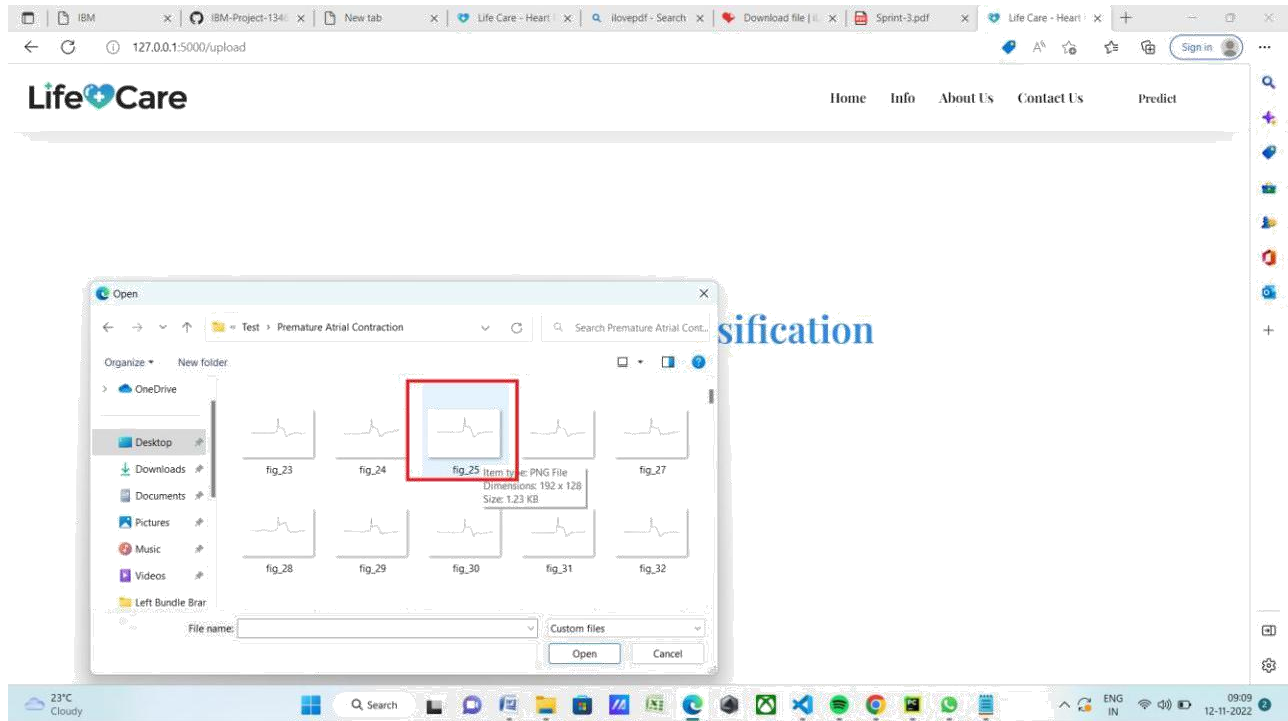 IBM
IBM-Project-1346
New tab
Life Care - Heart
ilovepdf - Search
Download file |
Sprint-3.pdf
Life Care - Heart
127.0.0.1:5000/upload
Sign in
Life Care
Home Info About Us Contact Us Predict
Open
« Test › Premature Atrial Contraction
Search Premature Atrial Cont...
Organize
New folder
sification
OneDrive
Desktop
Downloads
Documents
Pictures
Music
Videos
Left Bundle Bran
fig_23 fig_24 fig_25 fig_27
Item type: PNG File
Dimensions: 192 x 128
Size: 1.23 KB
fig_28 fig_29 fig_30 fig_31 fig_32
File name:
Custom files
Open
Cancel
23°C
Cloudy
Search
ENG
IN
09:09
12-11-2022
2